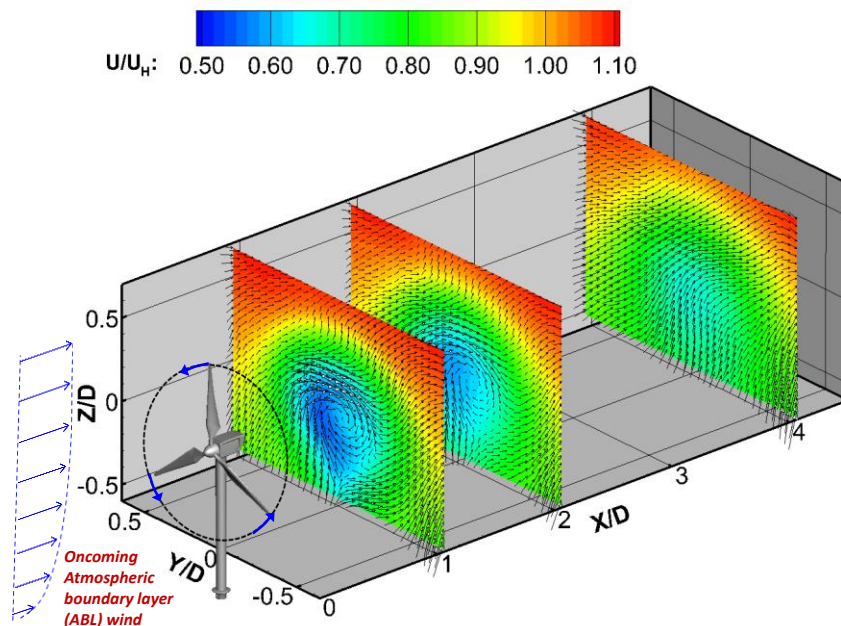 U/U_H: 0.50 0.60 0.70 0.80 0.90 1.00 1.10
0.5
0
-0.5
Z/D
0.5
0
-0.5
Y/D
0
1
2
3
4
X/D
Oncoming
Atmospheric
boundary layer
(ABL) wind